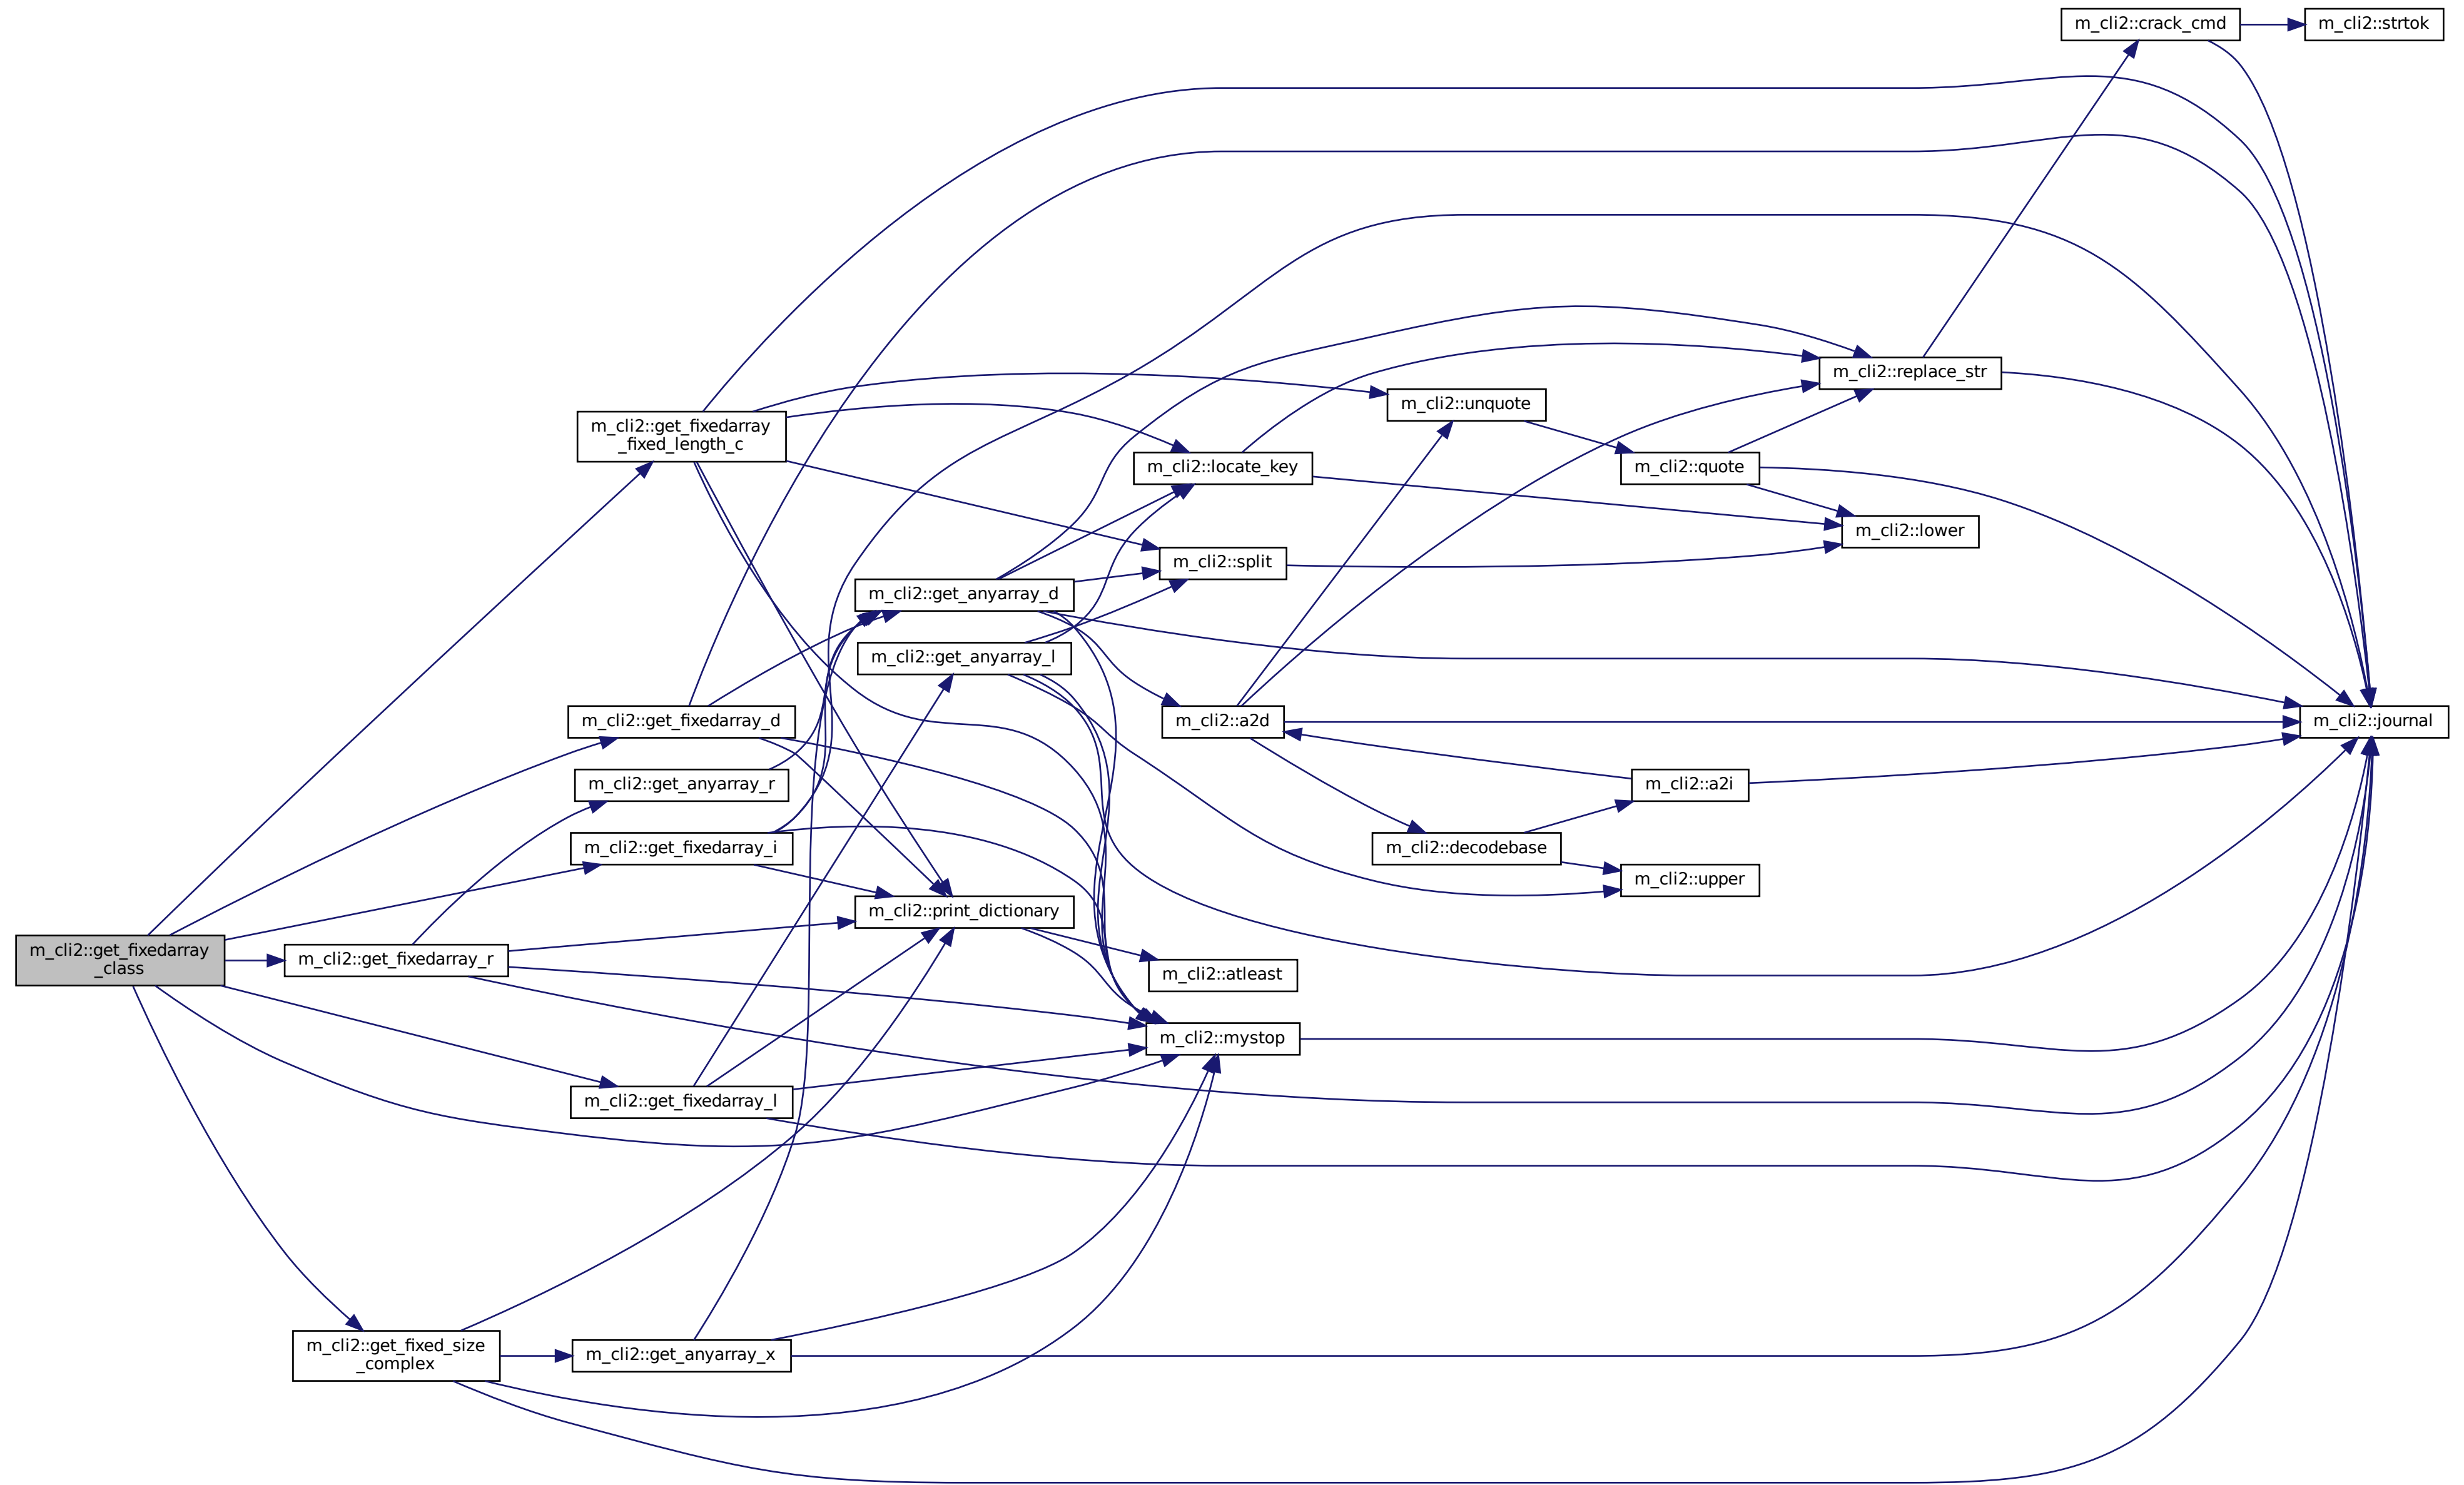 m_cli2::crack_cmd
m_cli2::strtok
m_cli2::replace_str
m_cli2::unquote
m_cli2::get_fixedarray
_fixed_length_c
m_cli2::locate_key
m_cli2::quote
m_cli2::lower
m_cli2::split
m_cli2::get_anyarray_d
m_cli2::get_anyarray_l
m_cli2::get_fixedarray_d
m_cli2::a2d
m_cli2::journal
m_cli2::get_anyarray_r
m_cli2::a2i
m_cli2::get_fixedarray_i
m_cli2::decodebase
m_cli2::upper
m_cli2::print_dictionary
m_cli2::get_fixedarray
_class
m_cli2::get_fixedarray_r
m_cli2::atleast
m_cli2::mystop
m_cli2::get_fixedarray_l
m_cli2::get_fixed_size
_complex
m_cli2::get_anyarray_x